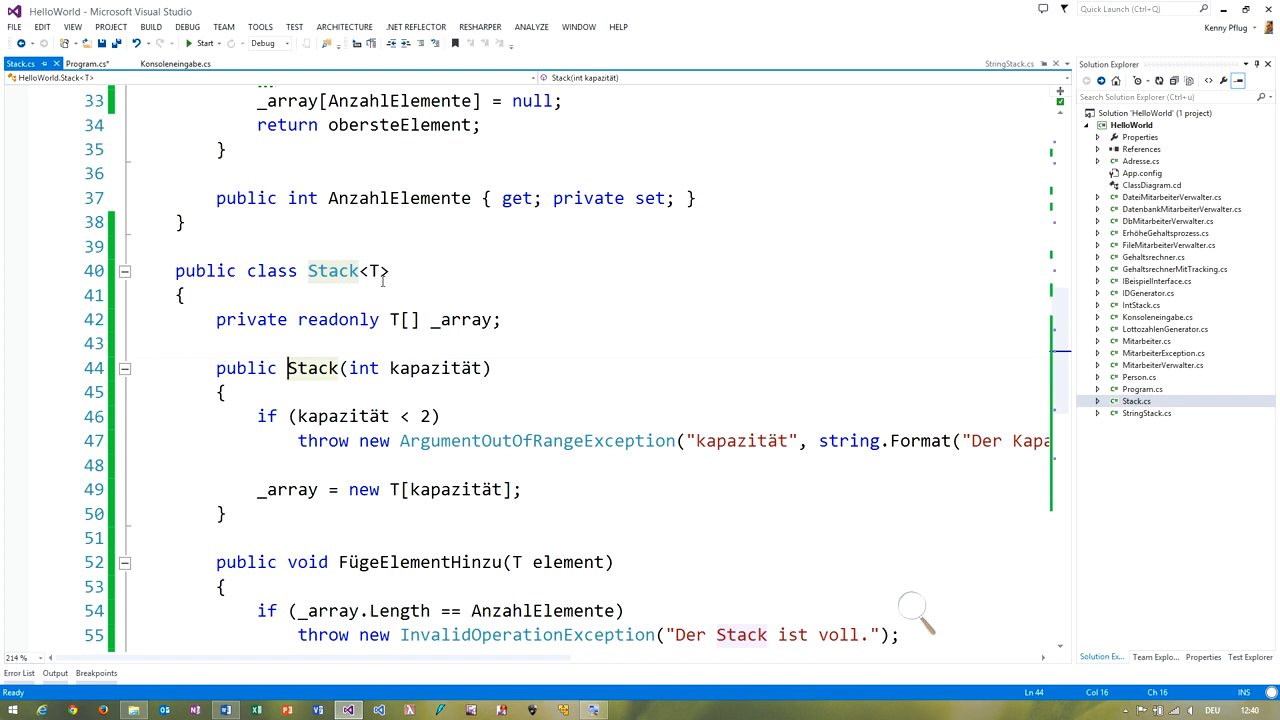 HelloWorld - Microsoft Visual Studio
Quick Launch (Ctrl+Q)
FILE EDIT VIEW PROJECT BUILD DEBUG TEAM TOOLS TEST ARCHITECTURE .NET REFLECTOR RESHARPER ANALYZE WINDOW HELP
Kenny Pflug
Start Debug
Stack.cs Program.cs* Konsoleneingabe.cs StringStack.cs
HelloWorld.Stack<T> Stack(int kapazität)
33 _array[AnzahlElemente] = null;
34 return oberstesElement;
35 }
36
37 public int AnzahlElemente { get; private set; }
38 }
39
40 public class Stack<T>
41 {
42 private readonly T[] _array;
43
44 public Stack(int kapazität)
45 {
46 if (kapazität < 2)
47 throw new ArgumentOutOfRangeException("kapazität", string.Format("Der Kapa
48
49 _array = new T[kapazität];
50 }
51
52 public void FügeElementHinzu(T element)
53 {
54 if (_array.Length == AnzahlElemente)
55 throw new InvalidOperationException("Der Stack ist voll.");
214 %
Solution Explorer
Search Solution Explorer (Ctrl+ü)
Solution 'HelloWorld' (1 project)
HelloWorld
Properties
References
Adresse.cs
App.config
ClassDiagram.cd
DateiMitarbeiterVerwalter.cs
DatenbankMitarbeiterVerwalter.cs
DbMitarbeiterVerwalter.cs
ErhöheGehaltsprozess.cs
FileMitarbeiterVerwalter.cs
Gehaltsrechner.cs
GehaltsrechnerMitTracking.cs
IBeispielInterface.cs
IDGenerator.cs
IntStack.cs
Konsoleneingabe.cs
LottozahlenGenerator.cs
Mitarbeiter.cs
MitarbeiterException.cs
MitarbeiterVerwalter.cs
Person.cs
Program.cs
Stack.cs
StringStack.cs
Solution Ex... Team Explo... Properties Test Explorer
Error List Output Breakpoints
Ready Ln 44 Col 16 Ch 16 INS
DEU 12:40